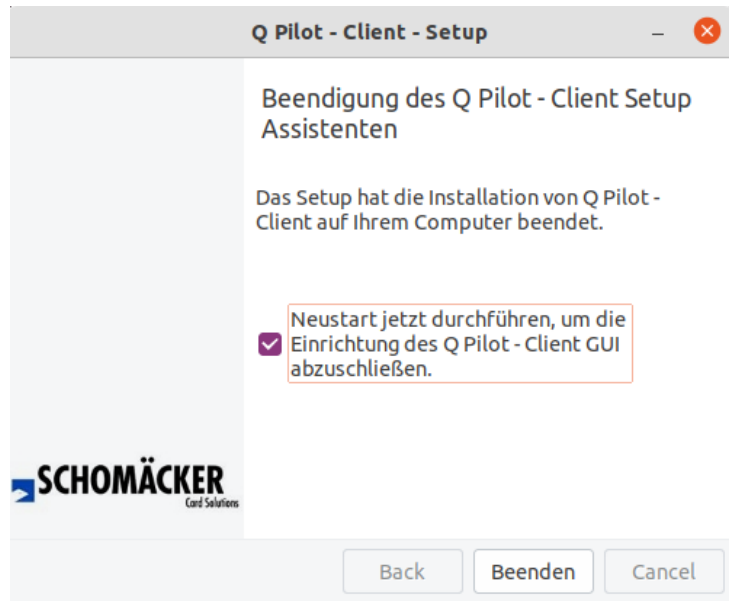 Q Pilot - Client - Setup
Beendigung des Q Pilot - Client Setup
Assistenten
Das Setup hat die Installation von Q Pilot -
Client auf Ihrem Computer beendet.
Neustart jetzt durchführen, um die
Einrichtung des Q Pilot - Client GUI
abzuschließen.
SCHOMÄCKER
Card Solutions
Back Beenden Cancel